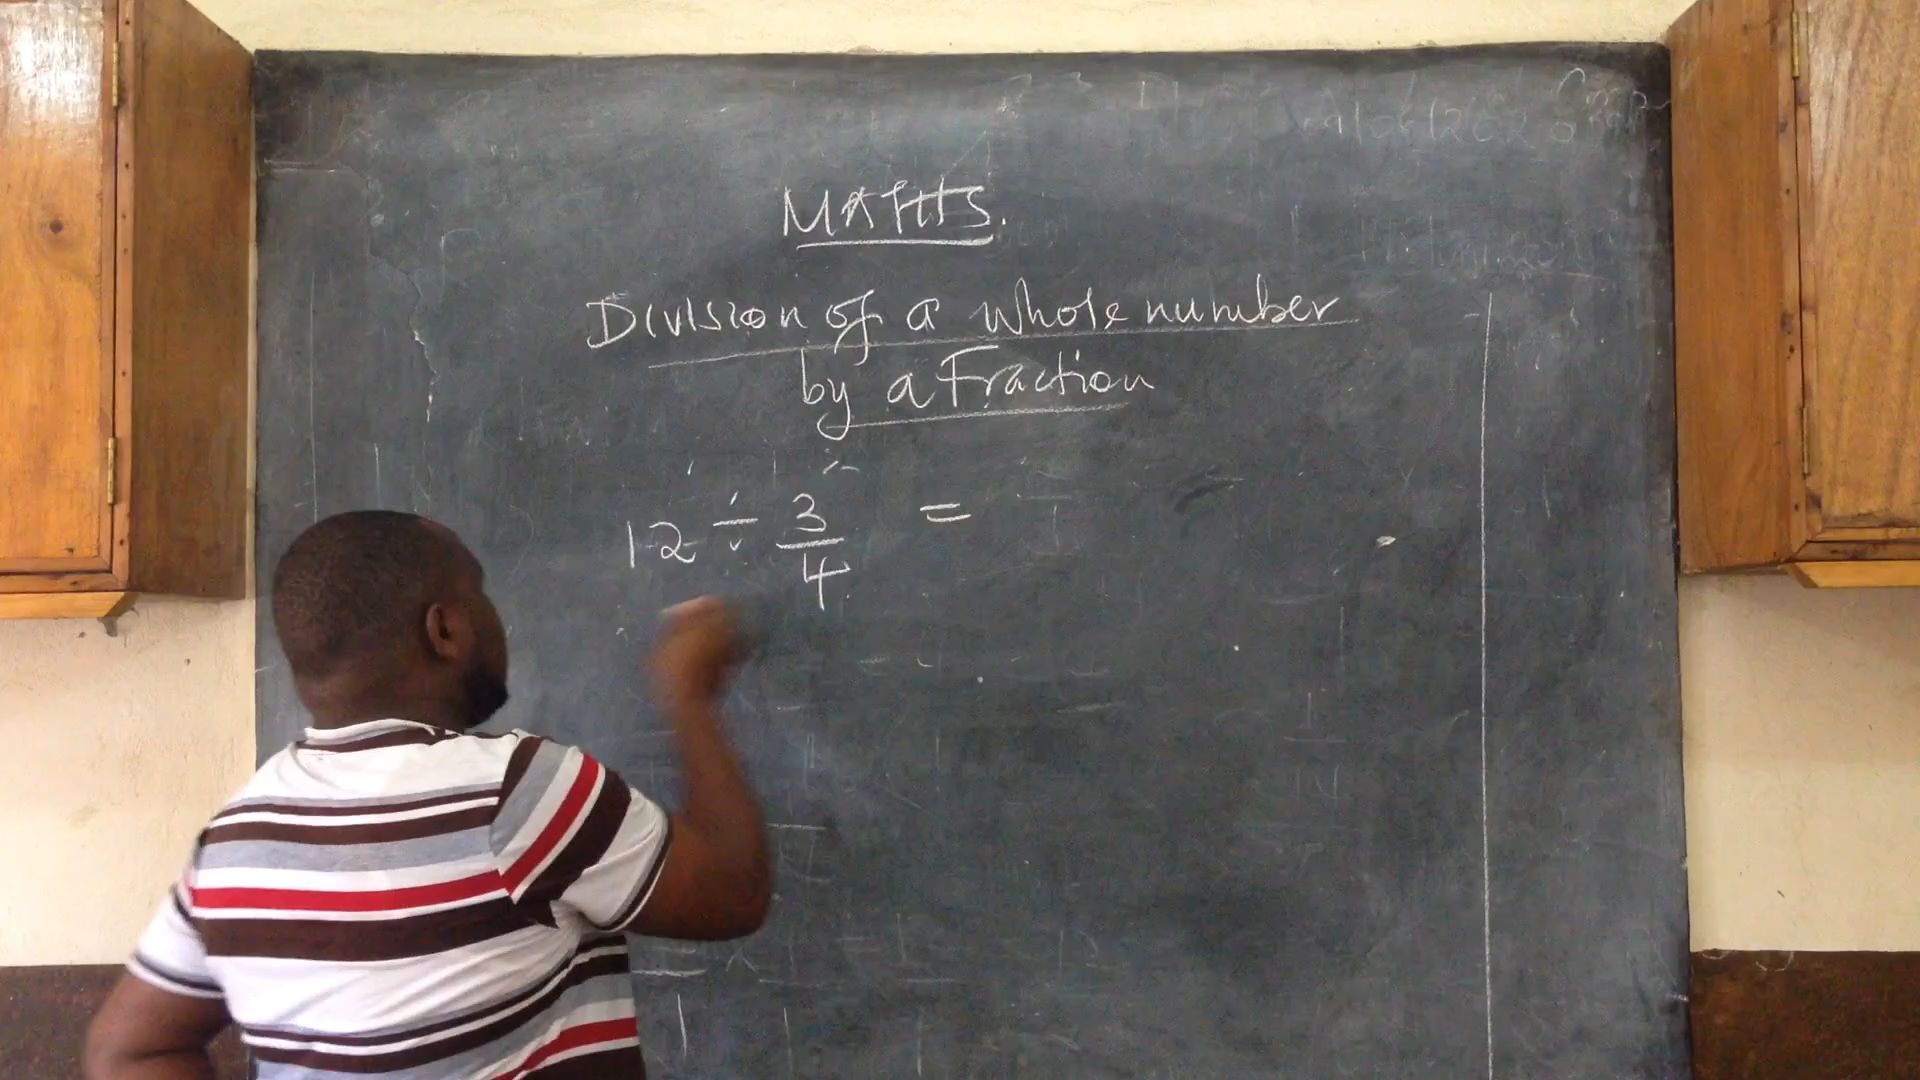 MATHS.
Division of a whole number
by a Fraction
12 ÷ 3/4 =